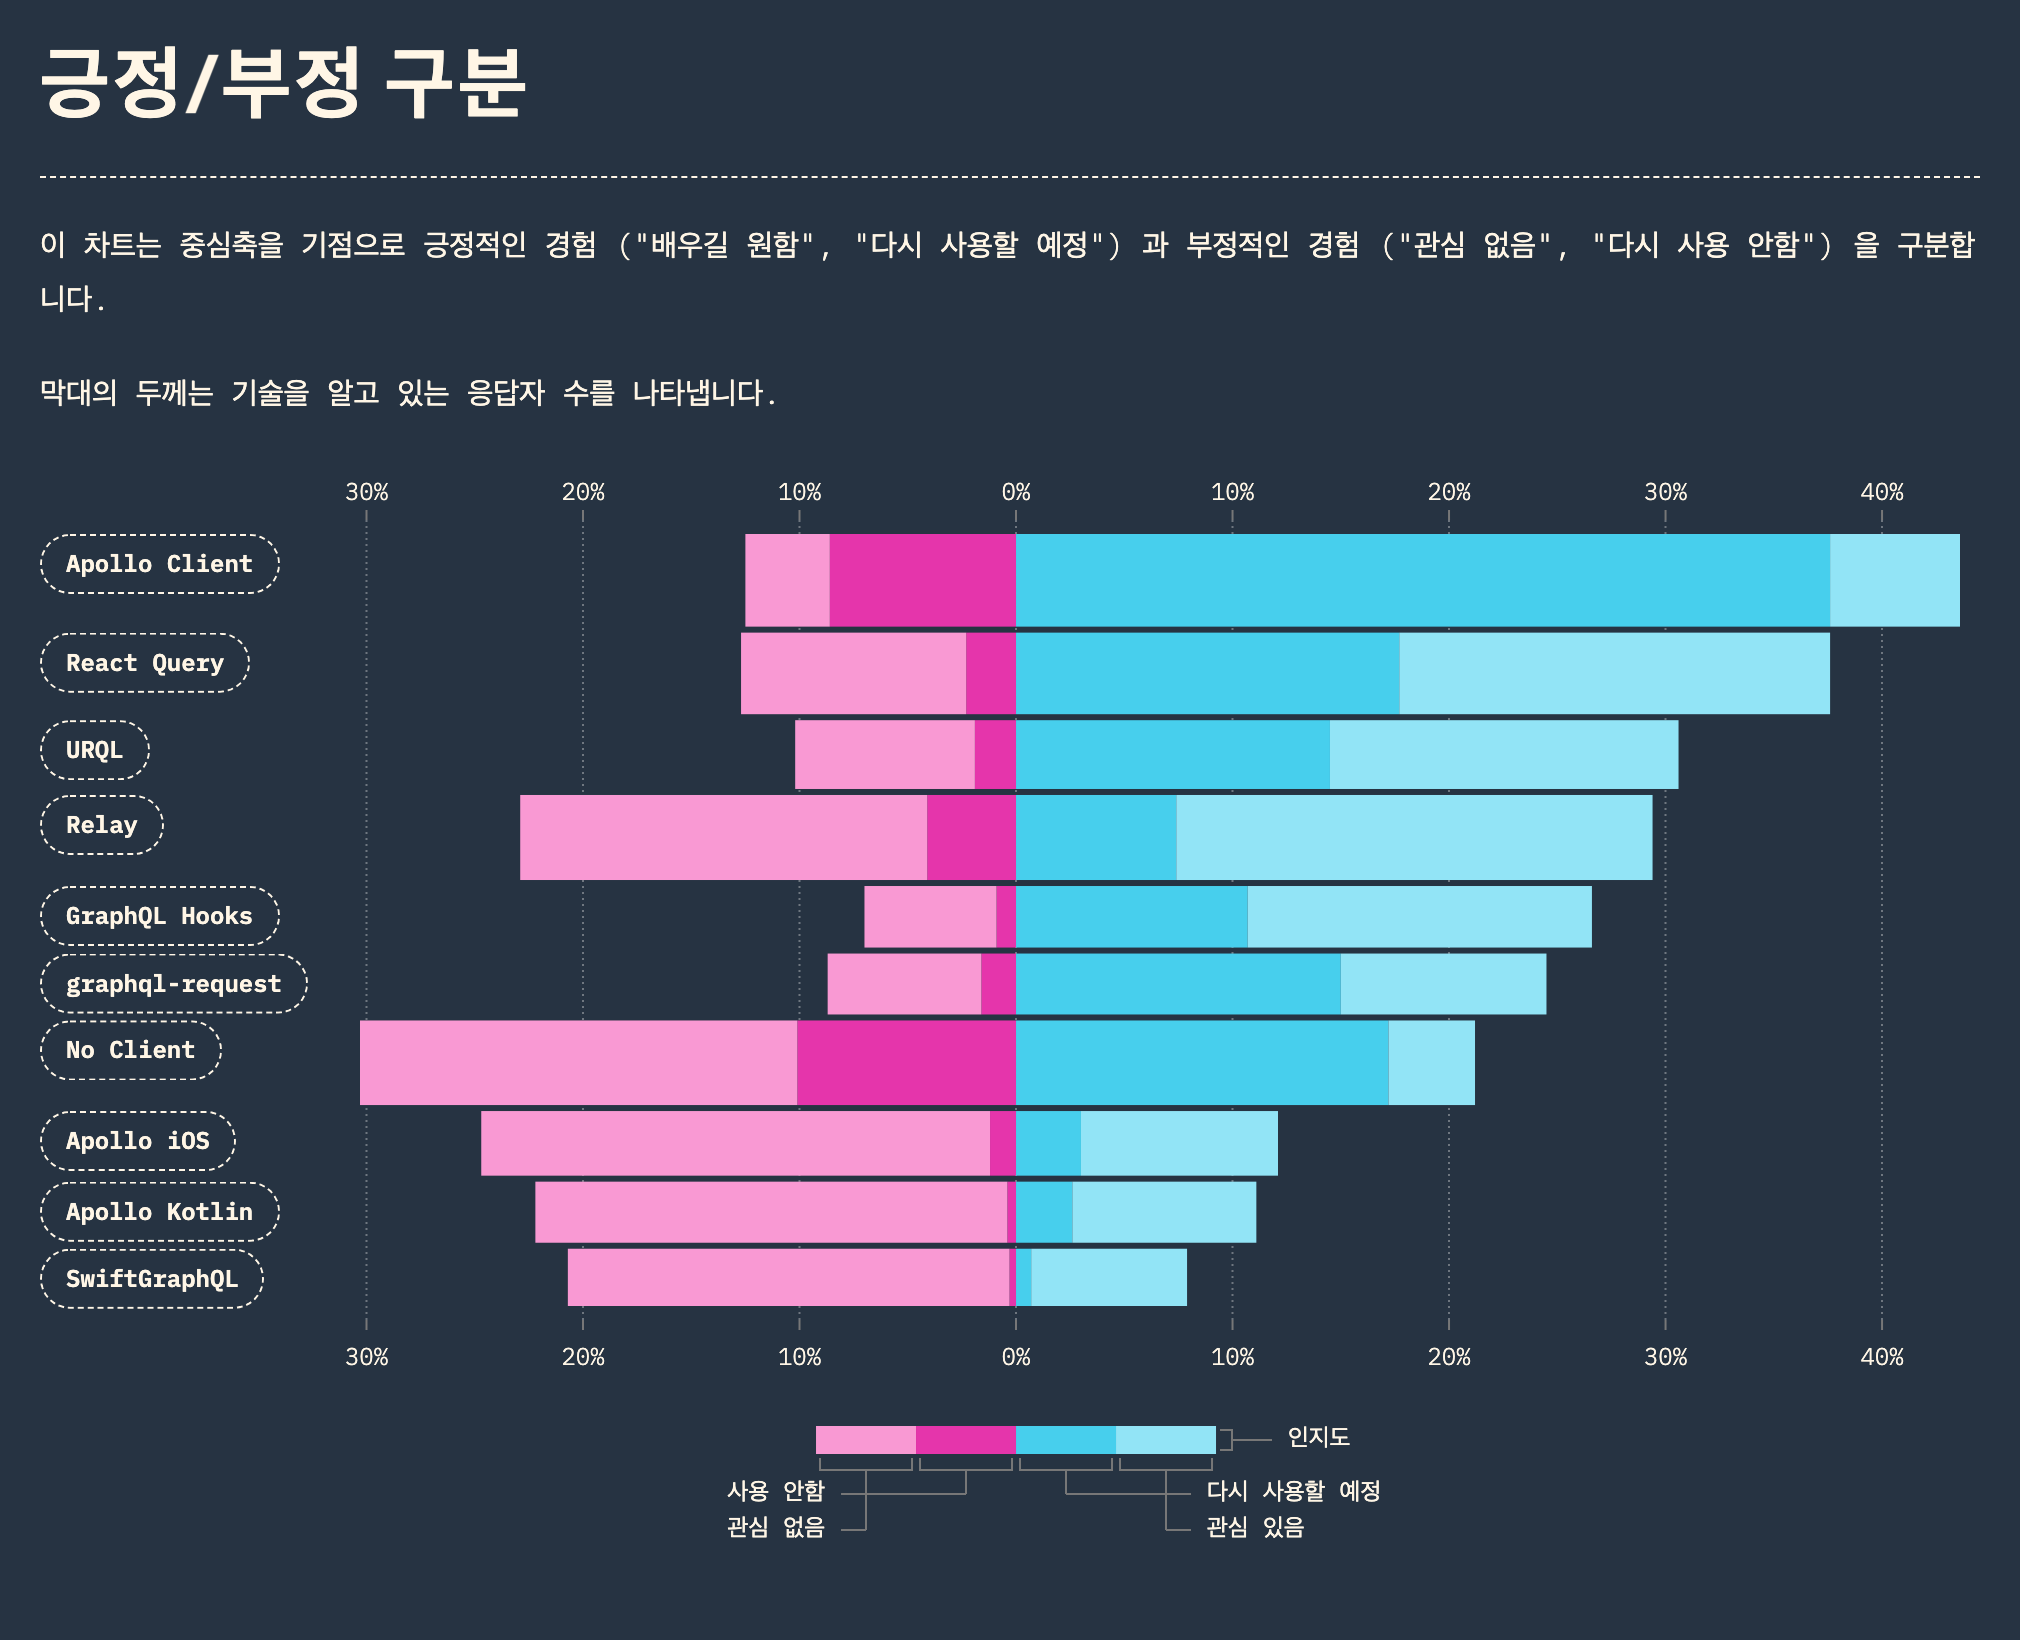 긍정/부정 구분
이 차트는 중심축을 기점으로 긍정적인 경험 ("배우길 원함", "다시 사용할 예정") 과 부정적인 경험 ("관심 없음", "다시 사용 안함") 을 구분합
니다.
막대의 두께는 기술을 알고 있는 응답자 수를 나타냅니다.
30% 20% 10% 0% 10% 20% 30% 40%
Apollo Client
React Query
URQL
Relay
GraphQL Hooks
graphql-request
No Client
Apollo iOS
Apollo Kotlin
SwiftGraphQL
30% 20% 10% 0% 10% 20% 30% 40%
인지도
사용 안함 다시 사용할 예정
관심 없음 관심 있음